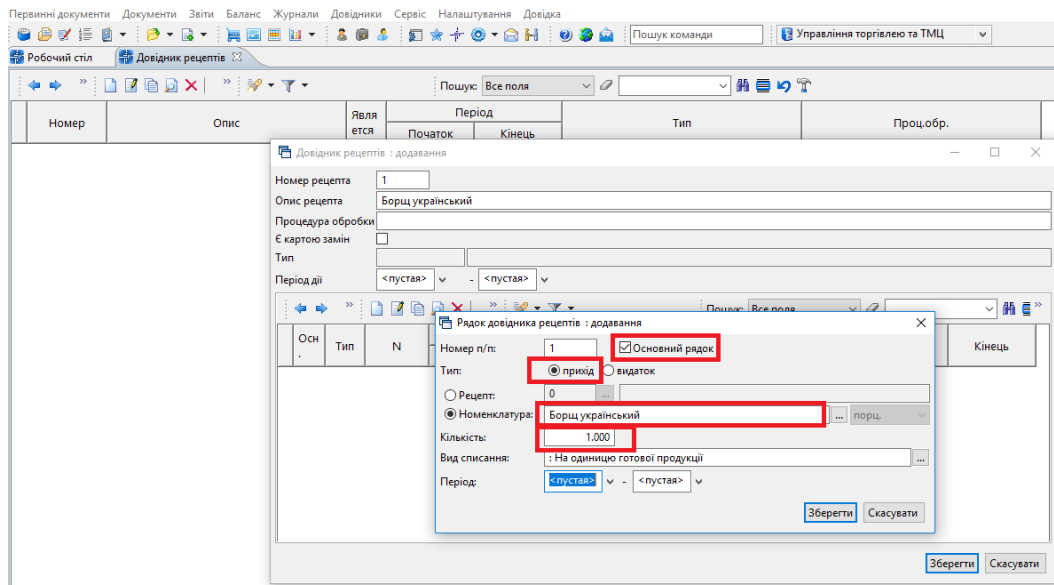 Первинні документи Документи Звіти Баланс Журнали Довідники Сервіс Налаштування Довідка
Пошук команди Управління торгівлею та ТМЦ
Робочий стіл Довідник рецептів
Пошук: Все поля
Номер Опис Явля ется Період Тип Проц.обр.
Початок Кінець
Довідник рецептів : додавання
Номер рецепта 1
Опис рецепта Борщ український
Процедура обробки
Є картою замін
Тип
Період дії <пустая> - <пустая>
Пошук: Все поля
Осн. Тип N Кінець
Рядок довідника рецептів : додавання
Номер п/п: 1 Основний рядок
Тип: прихід видаток
Рецепт: 0 ...
Номенклатура: Борщ український ... порц.
Кількість: 1.000
Вид списання: : На одиницю готової продукції ...
Період: <пустая> - <пустая>
Зберегти Скасувати
Зберегти Скасувати